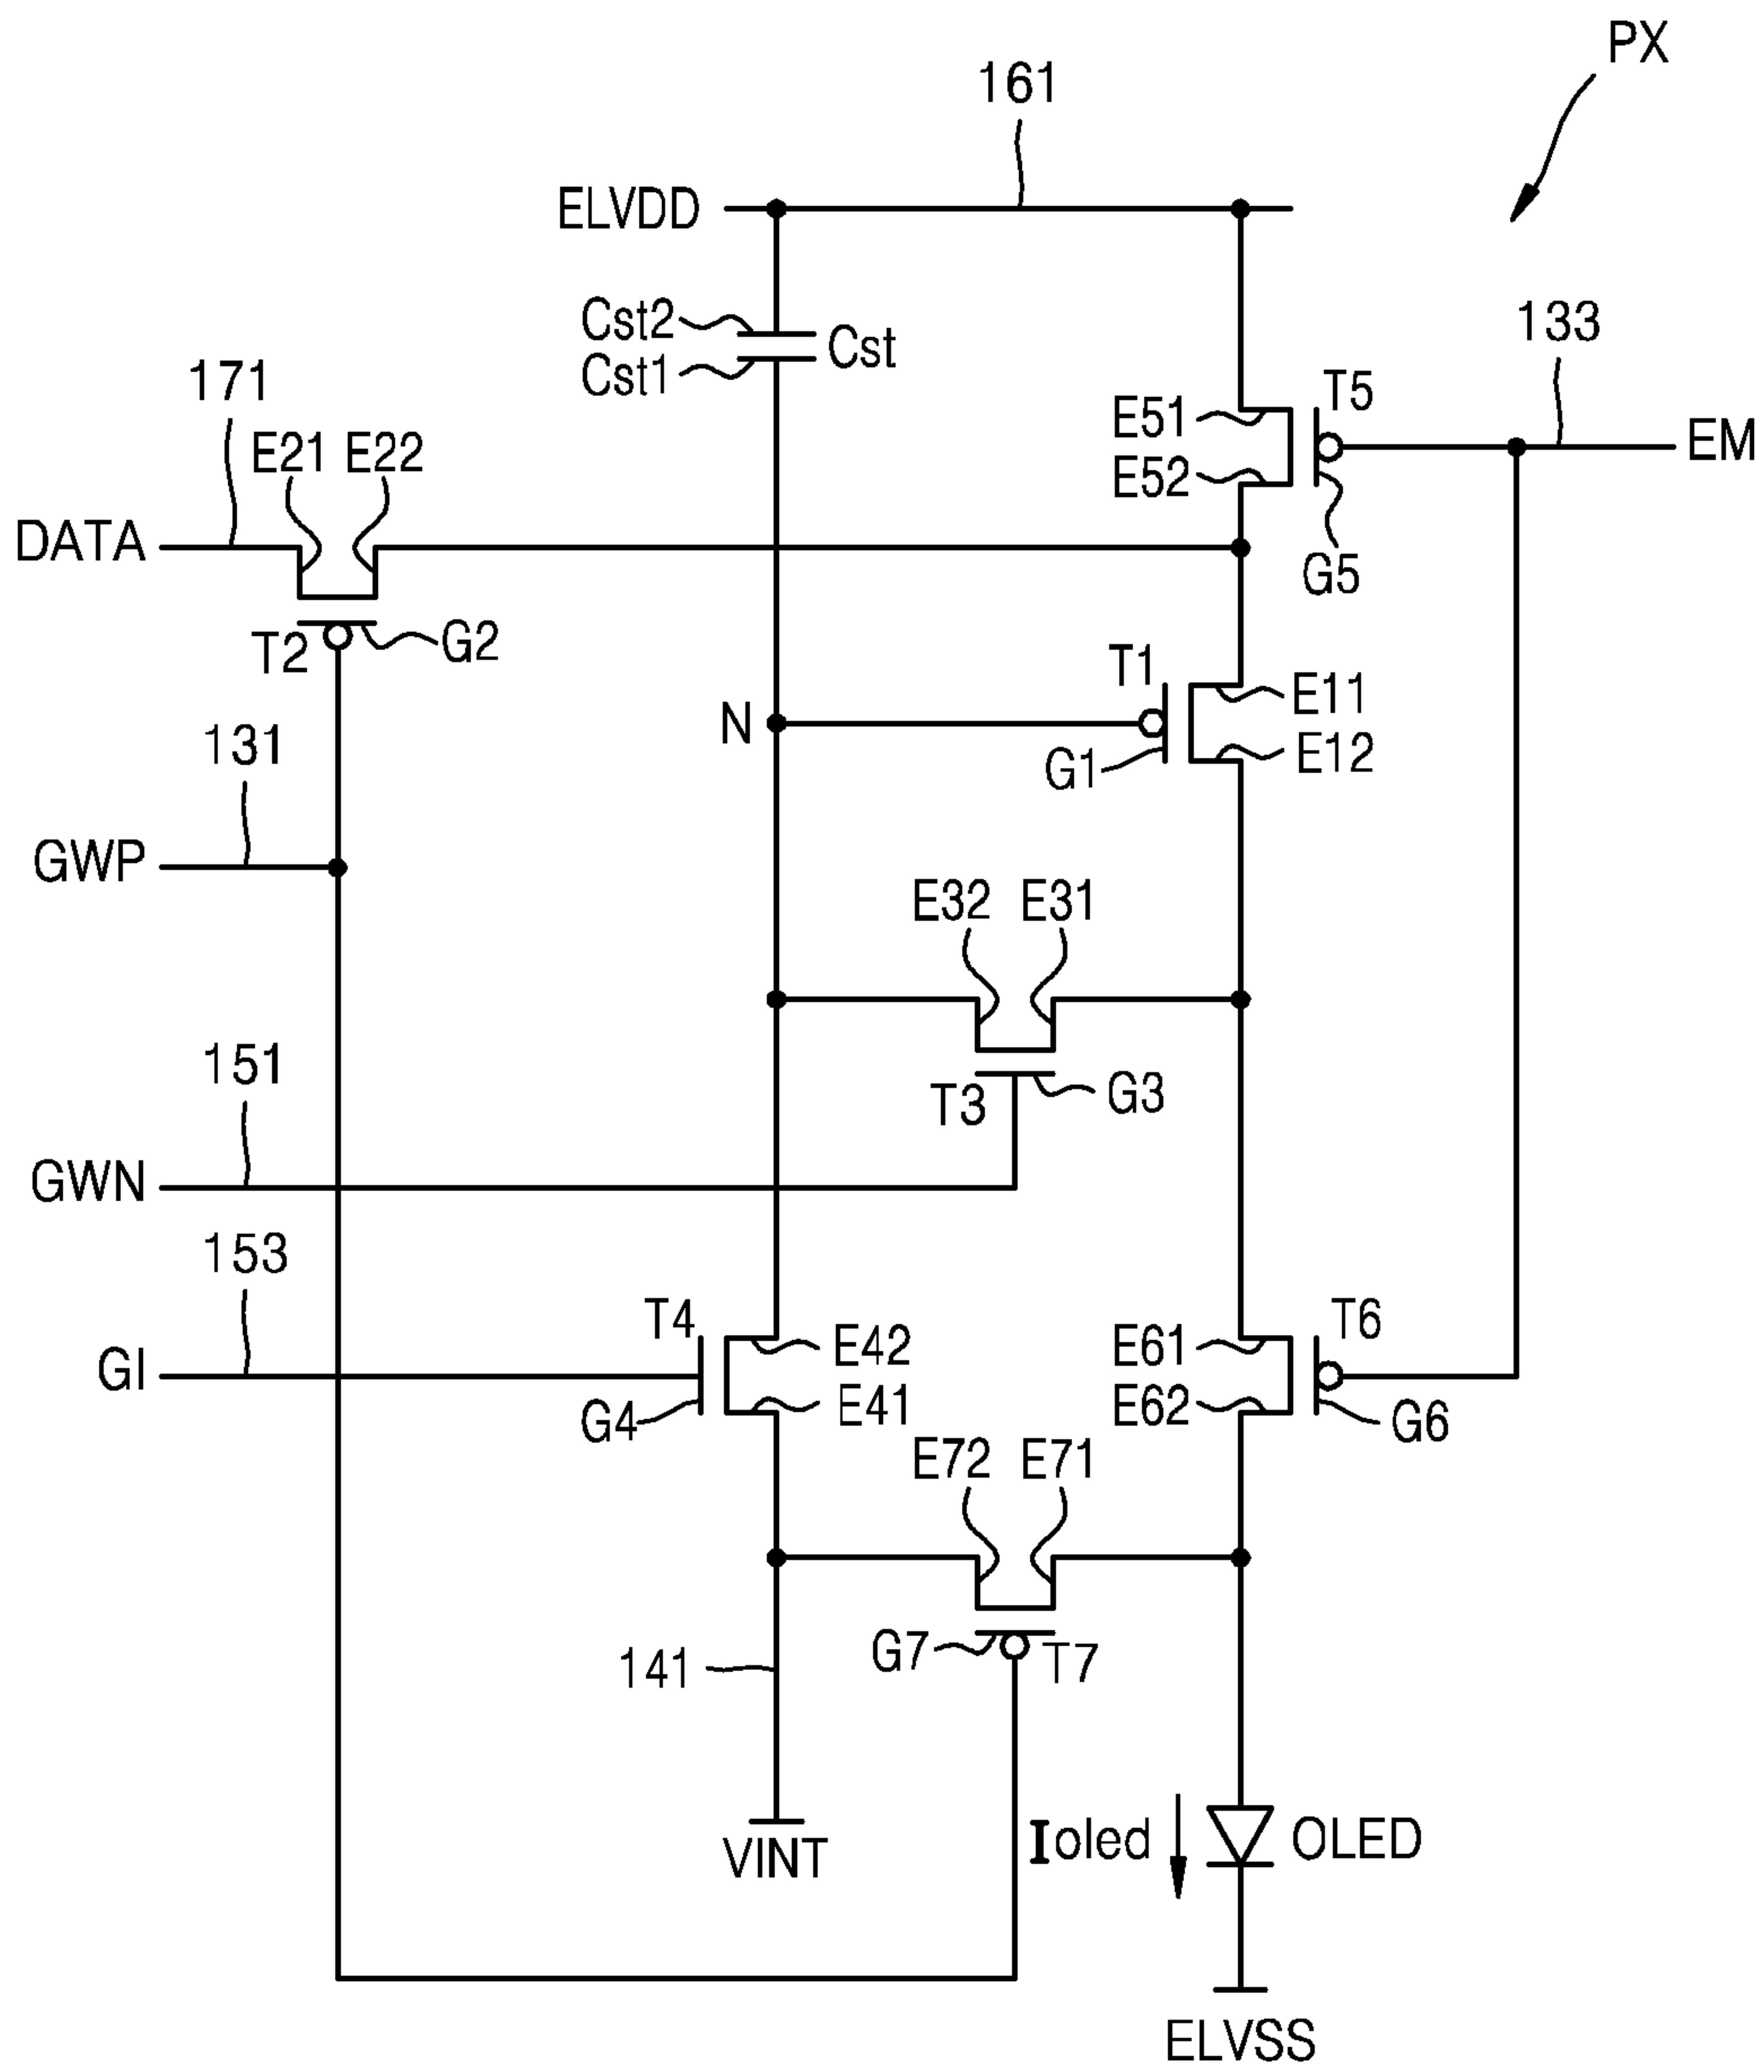 PX
161
ELVDD
Cst2
Cst
Cst1
133
171
T5
E51
EM
E21 E22
E52
DATA
G5
T2
G2
T1
E11
N
131
G1
E12
GWP
E32 E31
151
T3
G3
GWN
153
T4
E42
E61
T6
GI
G4
E41
E62
G6
E72 E71
G7
T7
141
Ioled
OLED
VINT
ELVSS